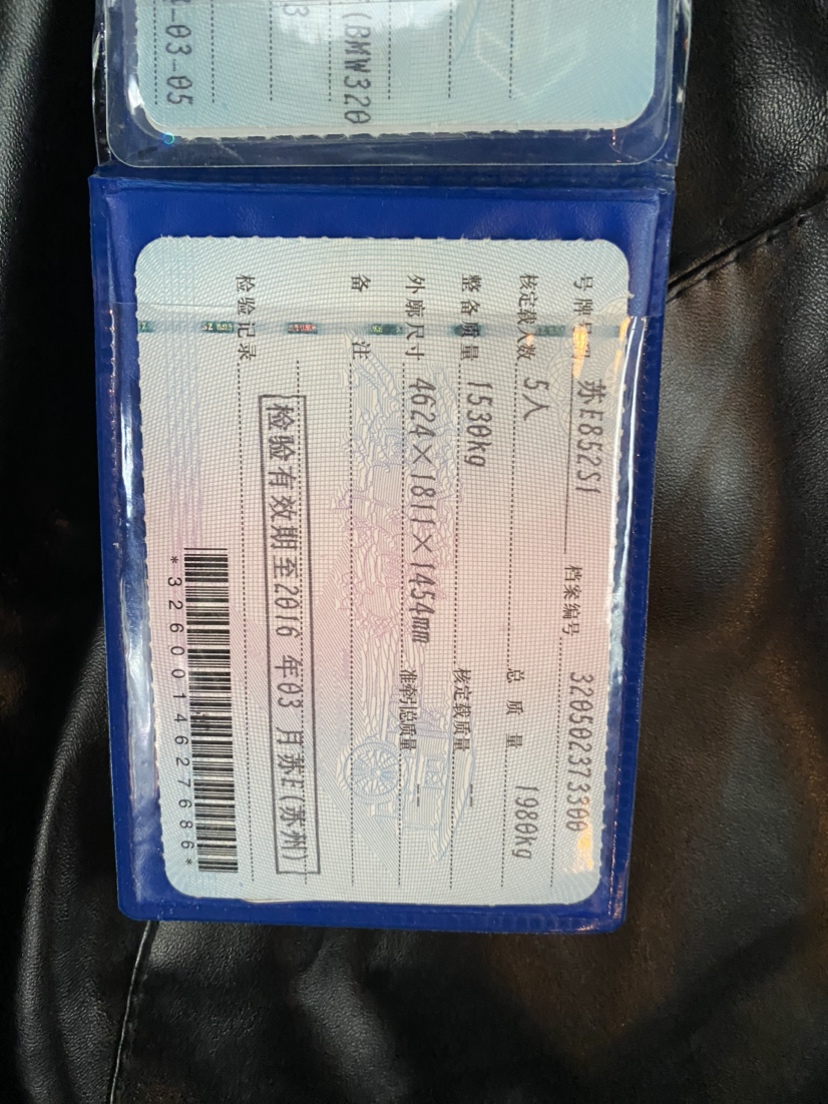 (BMW320
3
-03-05
号牌号码 苏E852S1 档案编号 320502373300
核定载人数 5人 总质量 1980kg
整备质量 1530kg 核定载质量 --
外廓尺寸 4624×1811×1454mm 准牵引总质量 --
备注
检验有效期至2016年03月苏E(苏州)
检验记录
*3260014627686*